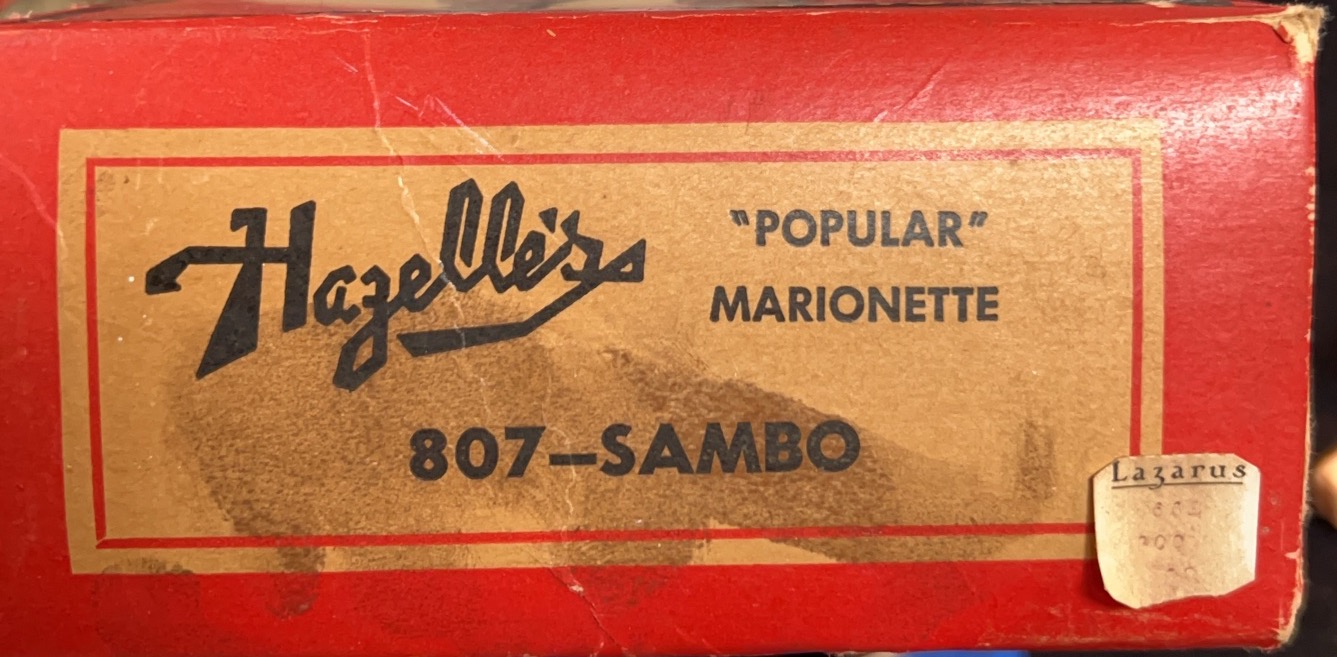 Hazelle's
"POPULAR"
MARIONETTE
807—SAMBO
Lazarus